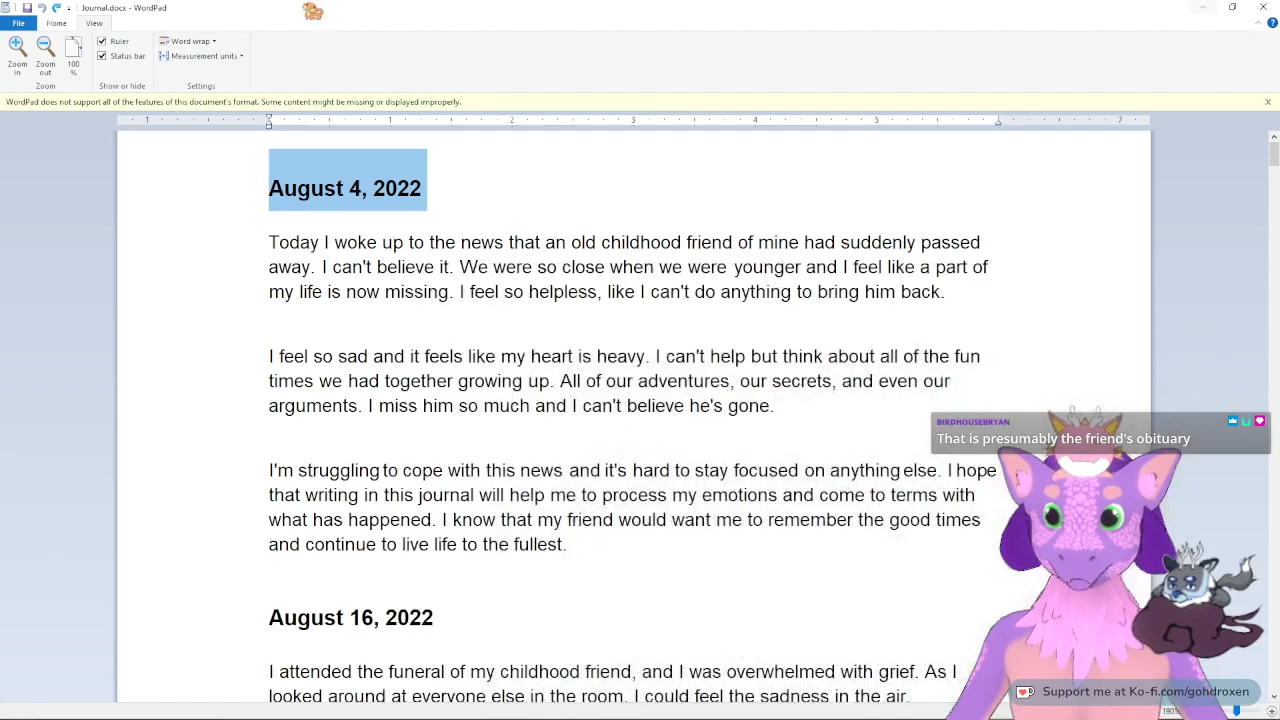 Journal.docx - WordPad
File
Home
View
Zoom in
Zoom out
100 %
Zoom
Ruler
Status bar
Show or hide
Word wrap
Measurement units
Settings
WordPad does not support all of the features of this document's format. Some content might be missing or displayed improperly.
1 1 2 3 4 5 7
August 4, 2022
Today I woke up to the news that an old childhood friend of mine had suddenly passed
away. I can't believe it. We were so close when we were younger and I feel like a part of
my life is now missing. I feel so helpless, like I can't do anything to bring him back.
I feel so sad and it feels like my heart is heavy. I can't help but think about all of the fun
times we had together growing up. All of our adventures, our secrets, and even our
arguments. I miss him so much and I can't believe he's gone.
BIRDHOUSEBRYAN
That is presumably the friend's obituary
I'm struggling to cope with this news and it's hard to stay focused on anything else. I hope
that writing in this journal will help me to process my emotions and come to terms with
what has happened. I know that my friend would want me to remember the good times
and continue to live life to the fullest.
August 16, 2022
I attended the funeral of my childhood friend, and I was overwhelmed with grief. As I
looked around at everyone else in the room, I could feel the sadness in the air.
Support me at Ko-fi.com/gohdroxen
190%